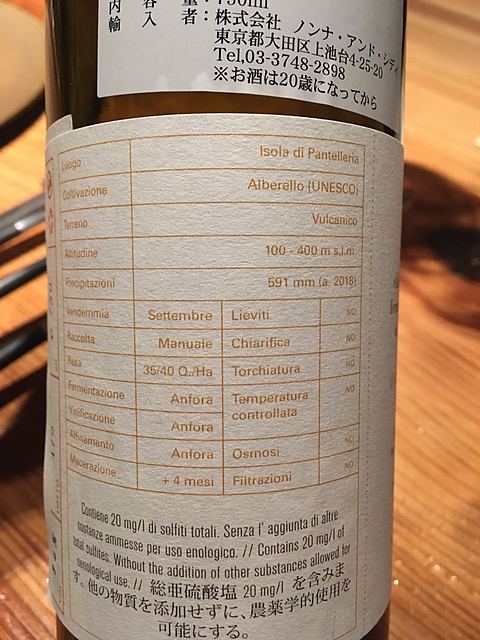 内 容 量：750ml
輸 入 者：株式会社 ノンナ・アンド・シディ
東京都大田区上池台4-25-20
Tel,03-3748-2898
※お酒は20歳になってから
Luogo Isola di Pantelleria
Coltivazione Alberello (UNESCO)
Terreno Vulcanico
Altitudine 100 - 400 m s.l.m.
Precipitazioni 591 mm (a. 2018)
Vendemmia Settembre Lieviti NO
Raccolta Manuale Chiarifica NO
Resa 35/40 Q./Ha Torchiatura NO
Fermentazione Anfora Temperatura NO
controllata
Vinificazione Anfora
Affinamento Anfora Osmosi NO
Macerazione + 4 mesi Filtrazioni NO
Contiene 20 mg/l di solfiti totali. Senza l' aggiunta di altre
sostanze ammesse per uso enologico. // Contains 20 mg/l of
total sulfites. Without the addition of other substances allowed for
oenological use. // 総亜硫酸塩 20 mg/l を含みま
す。他の物質を添加せずに、農薬学的使用を
可能にする。